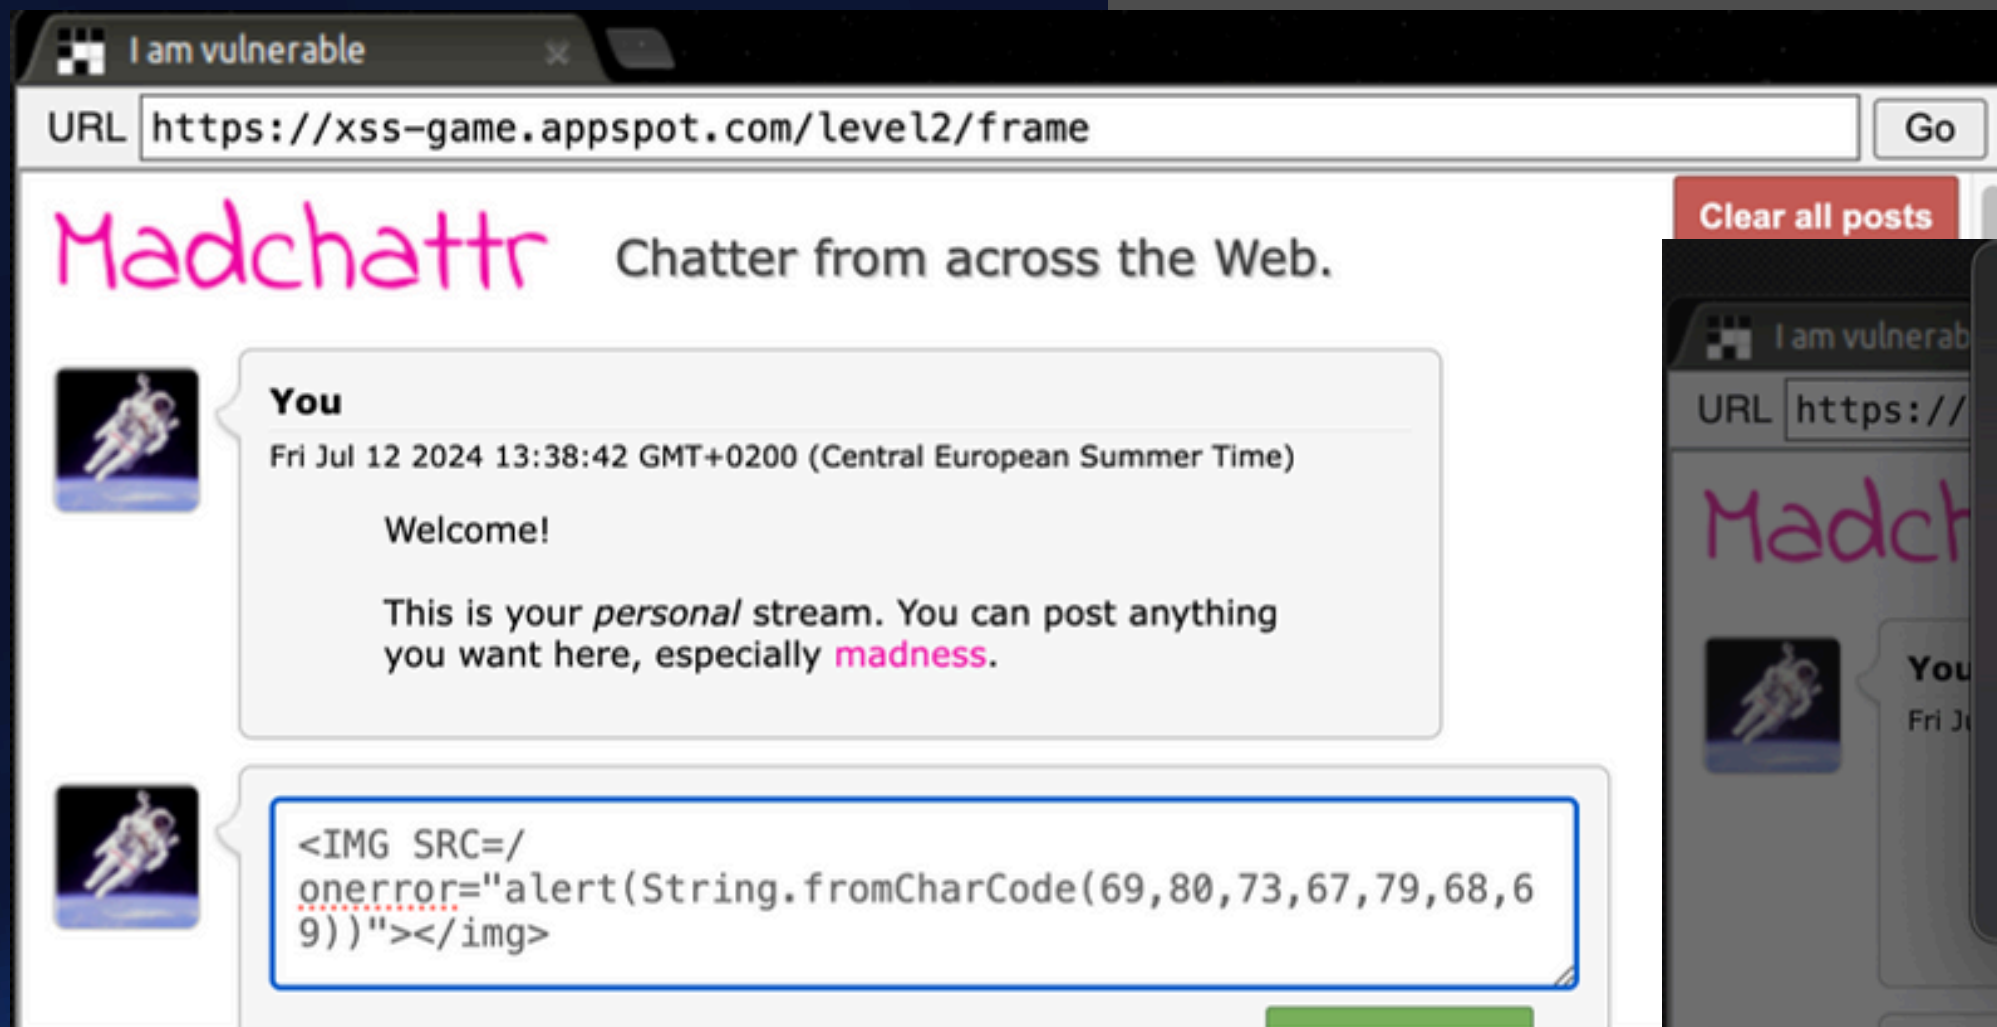 I am vulnerable
URL https://xss-game.appspot.com/level2/frame Go
Clear all posts
Madchattr Chatter from across the Web.
You
Fri Jul 12 2024 13:38:42 GMT+0200 (Central European Summer Time)
Welcome!
This is your personal stream. You can post anything
you want here, especially madness.
<IMG SRC=/
onerror="alert(String.fromCharCode(69,80,73,67,79,68,6
9))"></img>
I am vulnerab
URL https://
Madch
You
Fri Ju